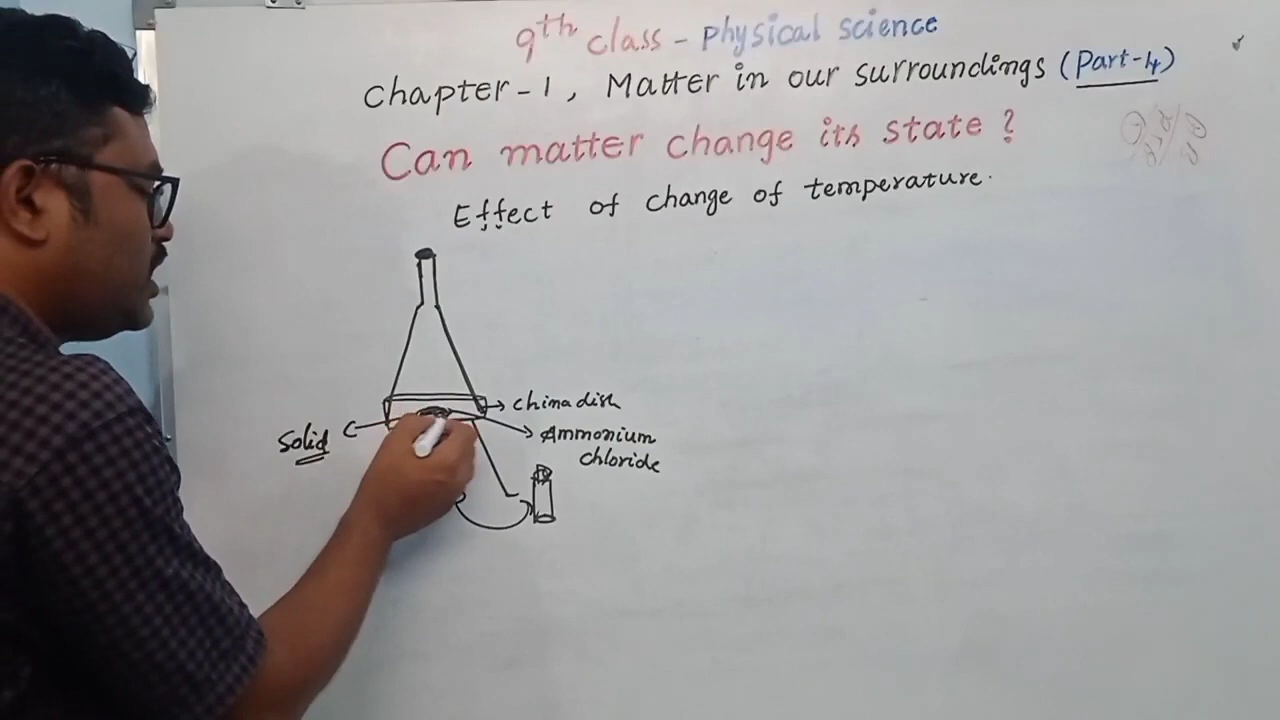 9th class - physical science
Chapter - 1, Matter in our surroundings (Part-4)
Can matter change its state ?
Effect of change of temperature.
China dish
Solid
Ammonium
chloride